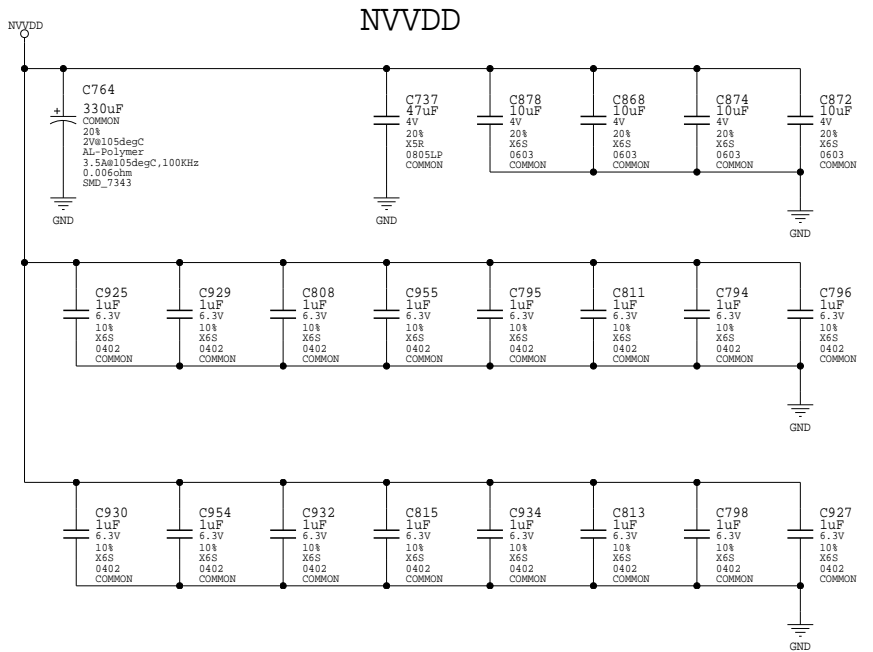 NVVDD
NVVDD
C764
330uF
COMMON
20%
2V@105degC
AL-Polymer
3.5A@105degC,100KHz
0.006ohm
SMD_7343
+
GND
C737
47uF
4V
20%
X5R
0805LP
COMMON
GND
C878
10uF
4V
20%
X6S
0603
COMMON
C868
10uF
4V
20%
X6S
0603
COMMON
C874
10uF
4V
20%
X6S
0603
COMMON
C872
10uF
4V
20%
X6S
0603
COMMON
GND
C925
1uF
6.3V
10%
X6S
0402
COMMON
C929
1uF
6.3V
10%
X6S
0402
COMMON
C808
1uF
6.3V
10%
X6S
0402
COMMON
C955
1uF
6.3V
10%
X6S
0402
COMMON
C795
1uF
6.3V
10%
X6S
0402
COMMON
C811
1uF
6.3V
10%
X6S
0402
COMMON
C794
1uF
6.3V
10%
X6S
0402
COMMON
C796
1uF
6.3V
10%
X6S
0402
COMMON
GND
C930
1uF
6.3V
10%
X6S
0402
COMMON
C954
1uF
6.3V
10%
X6S
0402
COMMON
C932
1uF
6.3V
10%
X6S
0402
COMMON
C815
1uF
6.3V
10%
X6S
0402
COMMON
C934
1uF
6.3V
10%
X6S
0402
COMMON
C813
1uF
6.3V
10%
X6S
0402
COMMON
C798
1uF
6.3V
10%
X6S
0402
COMMON
C927
1uF
6.3V
10%
X6S
0402
COMMON
GND